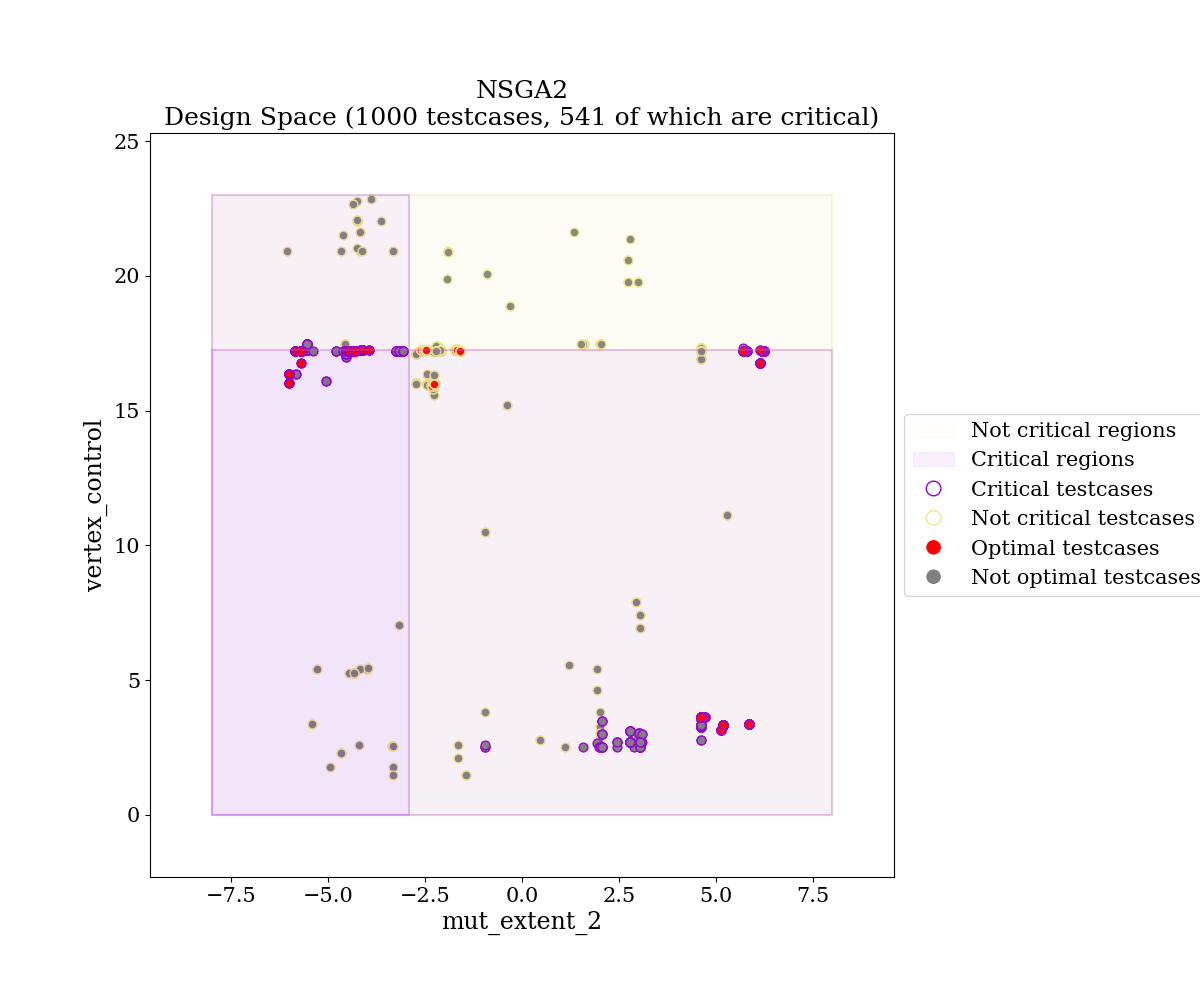 NSGA2
Design Space (1000 testcases, 541 of which are critical)
25
20
15
10
5
0
vertex_control
−7.5
−5.0
−2.5
0.0
2.5
5.0
7.5
mut_extent_2
Not critical regions
Critical regions
Critical testcases
Not critical testcases
Optimal testcases
Not optimal testcases